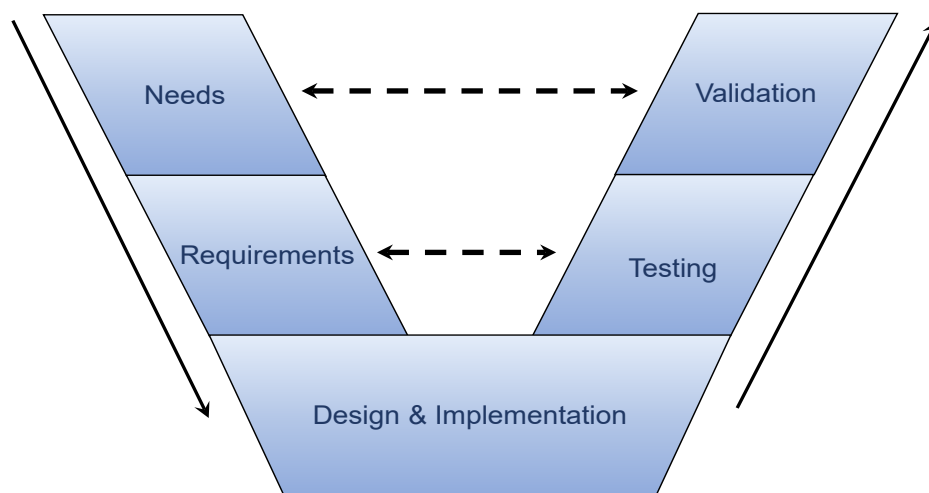 Needs
Validation
Requirements
Testing
Design & Implementation